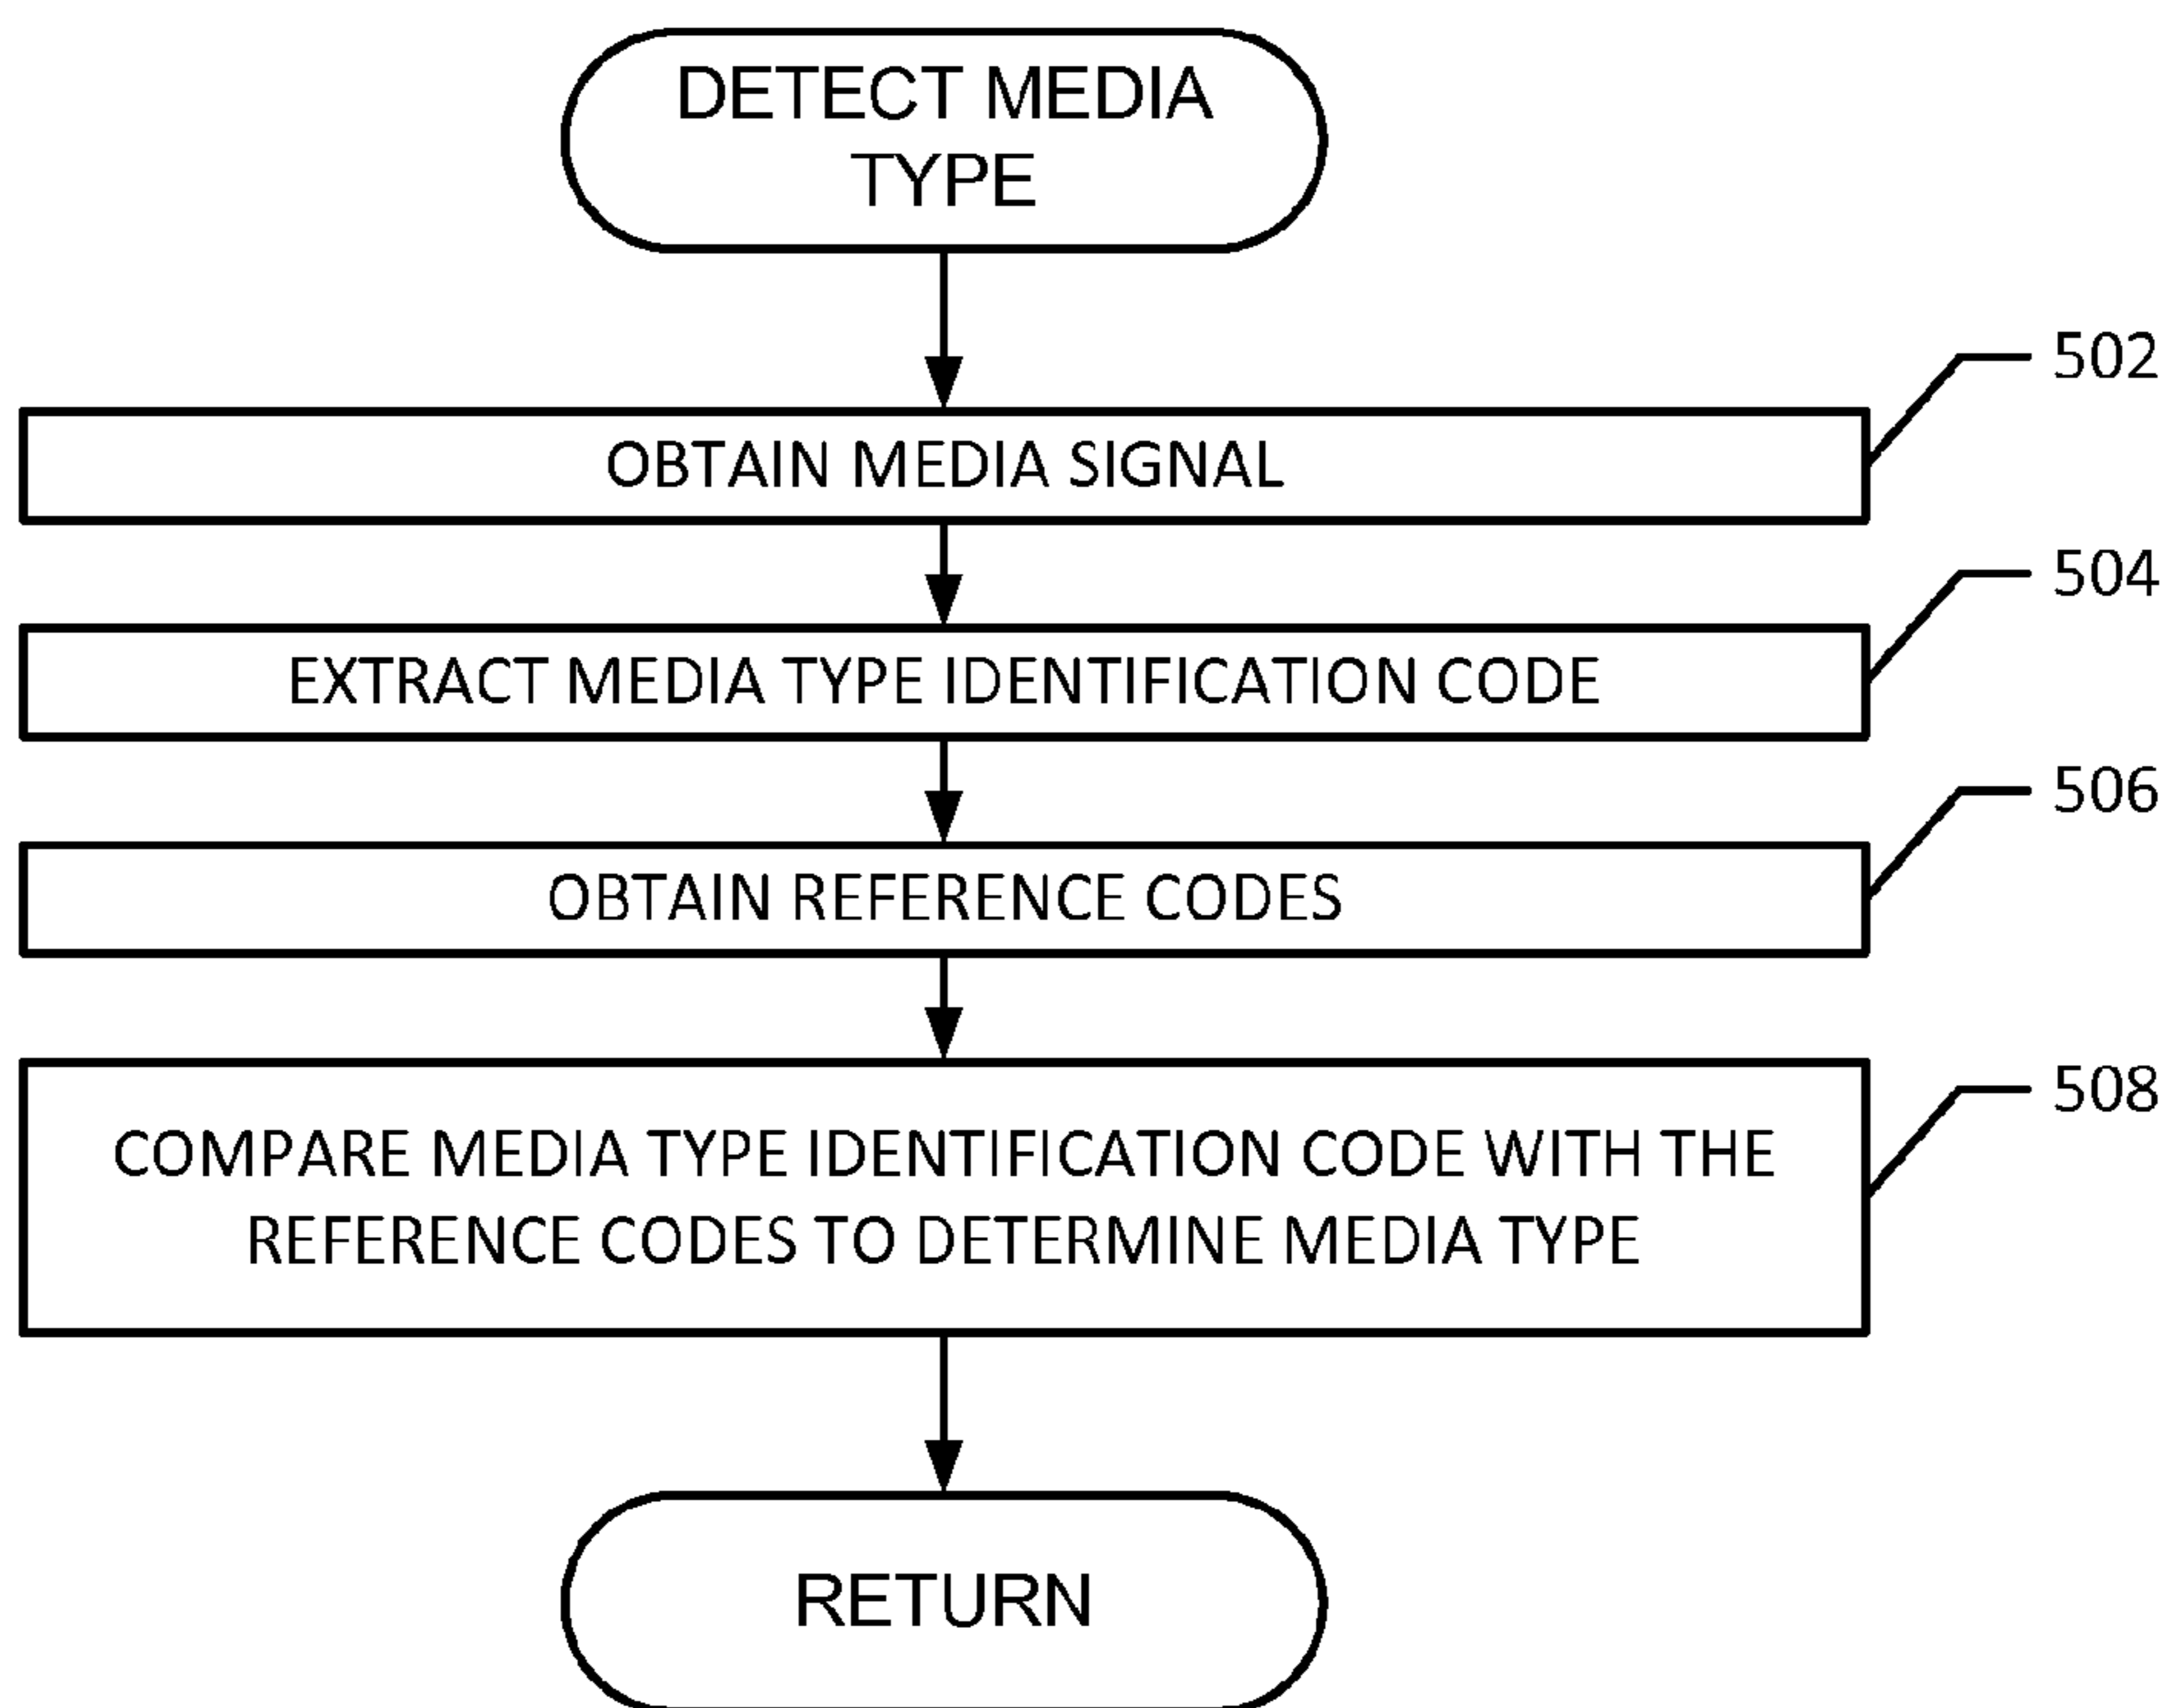 DETECT MEDIA
TYPE
502
OBTAIN MEDIA SIGNAL
504
EXTRACT MEDIA TYPE IDENTIFICATION CODE
506
OBTAIN REFERENCE CODES
508
COMPARE MEDIA TYPE IDENTIFICATION CODE WITH THE
REFERENCE CODES TO DETERMINE MEDIA TYPE
RETURN